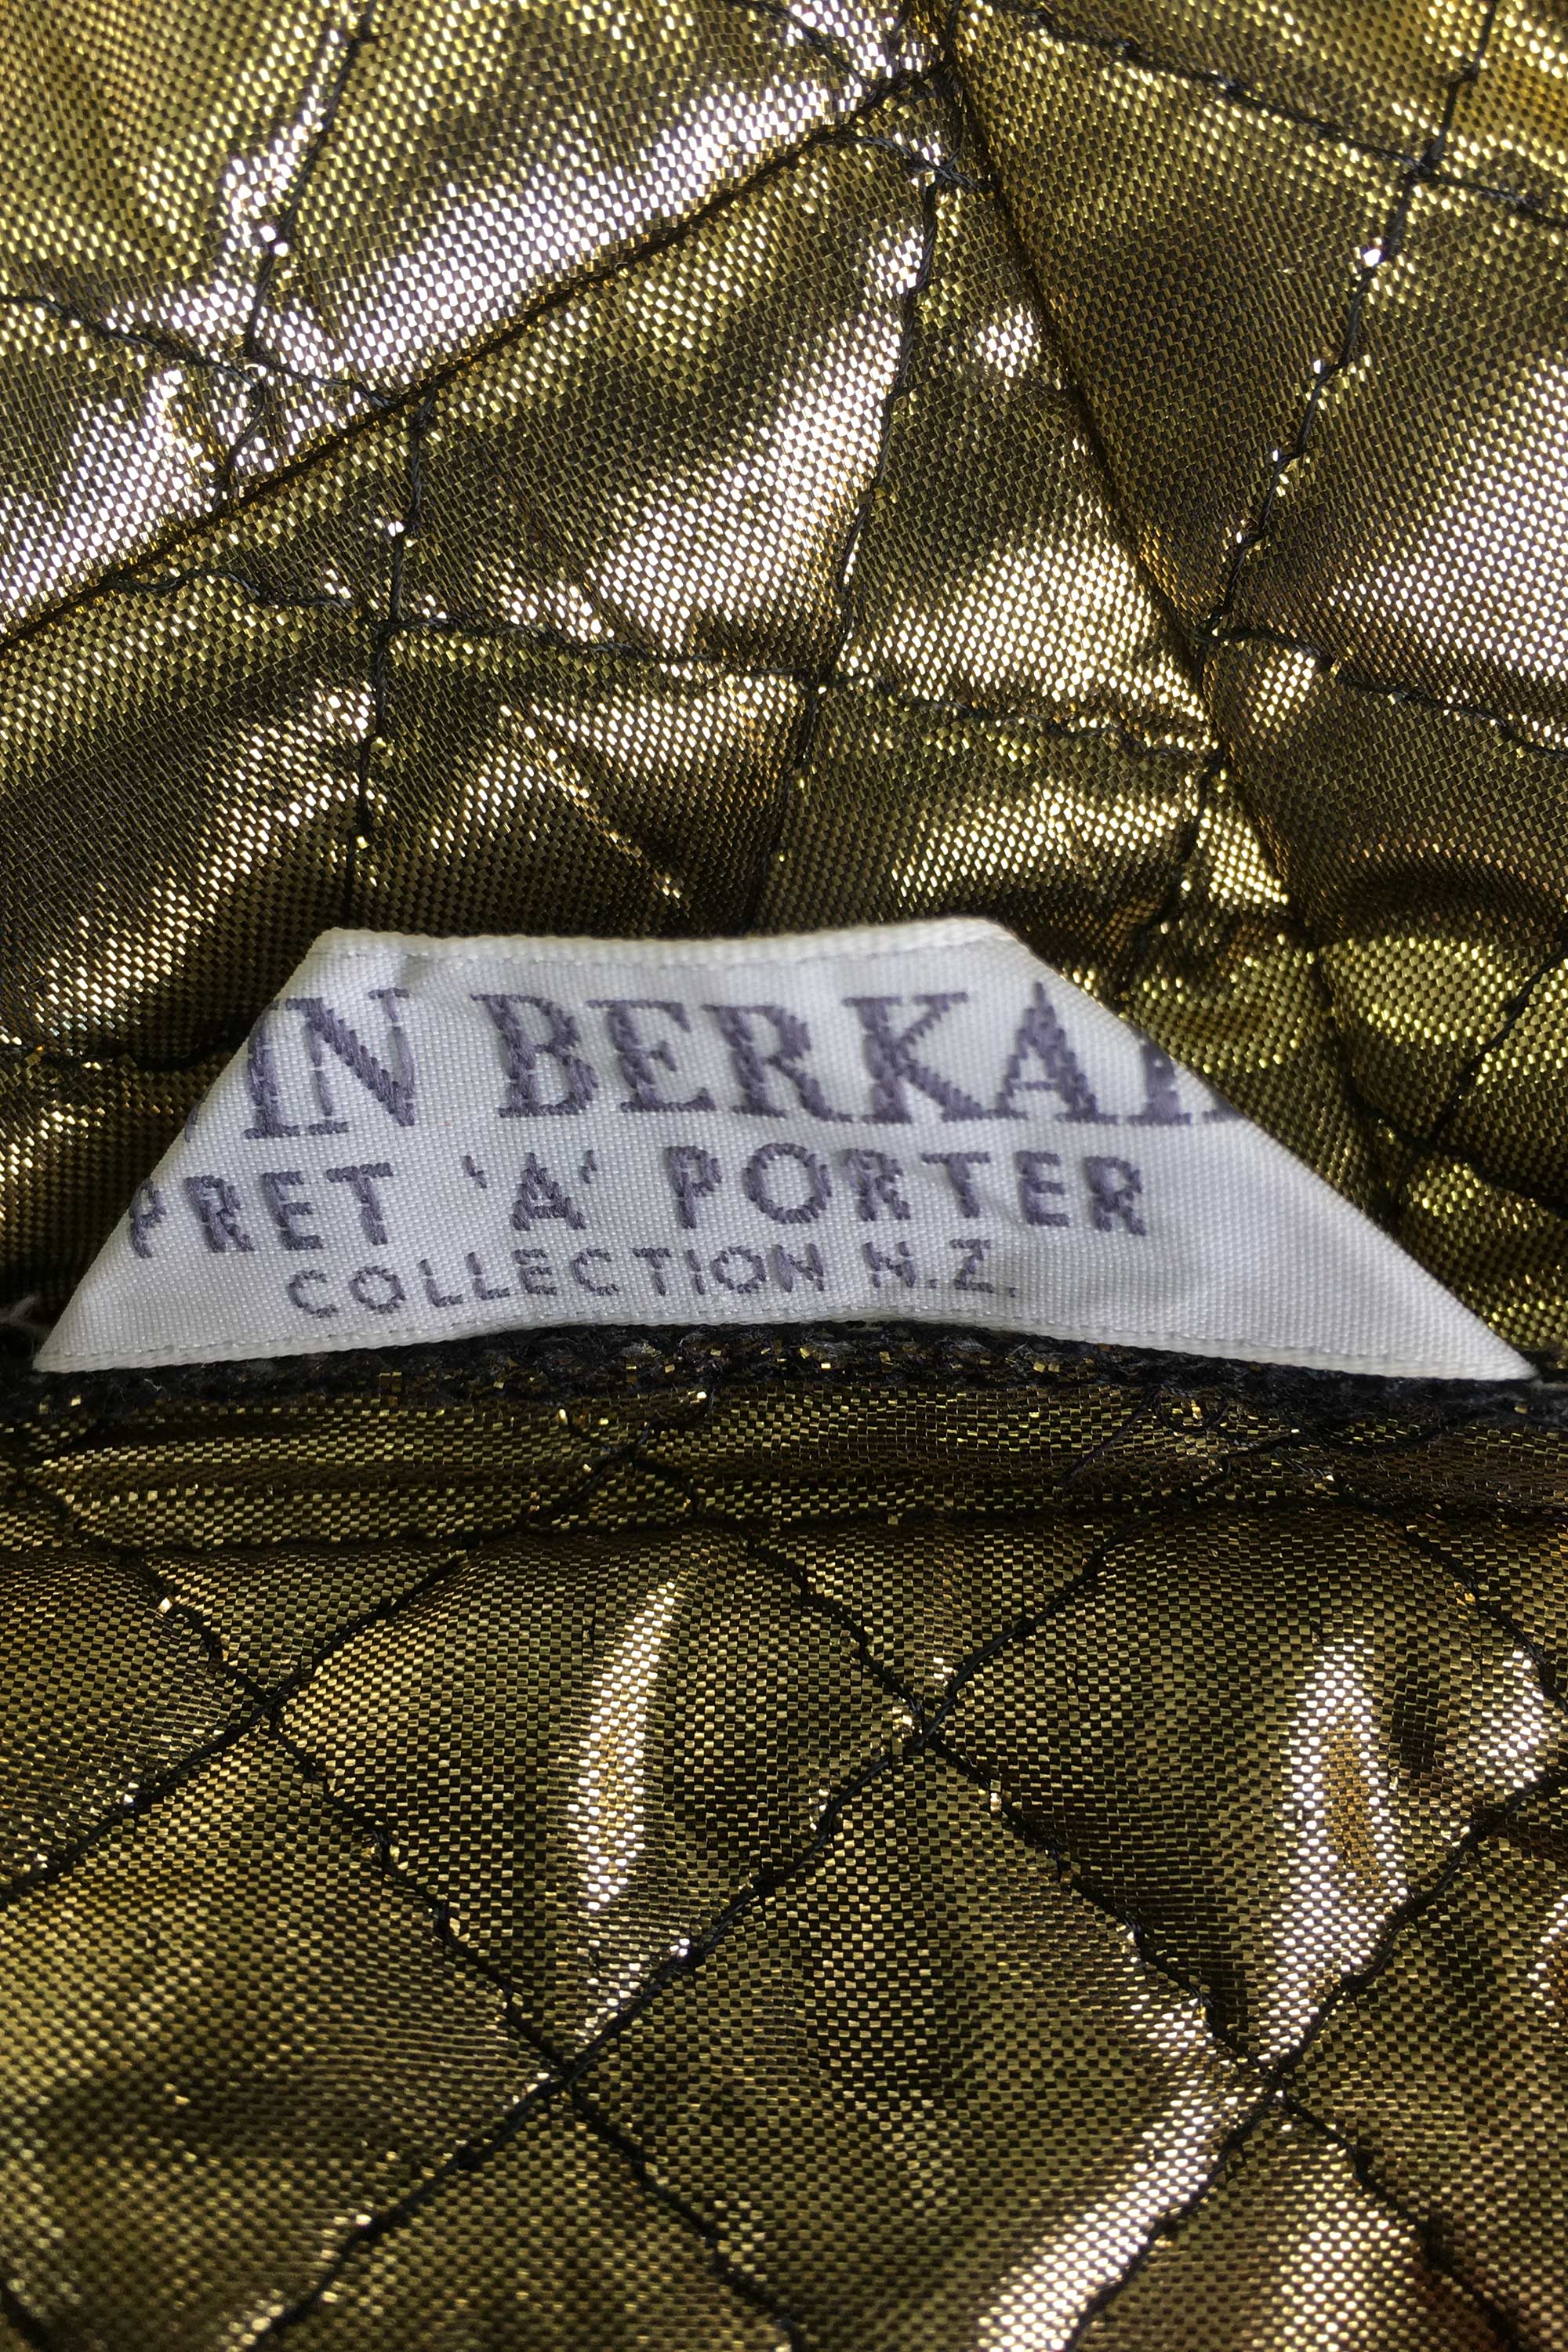 IN BERKA
PRET 'A' PORTER
COLLECTION N.Z.